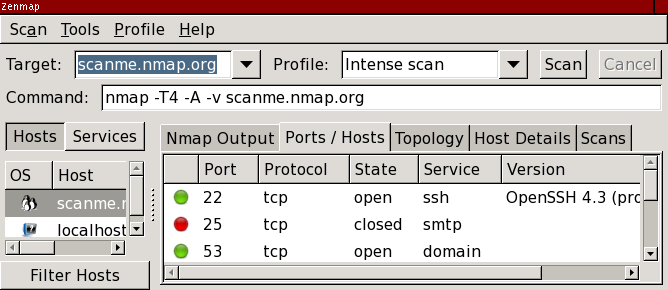 Zenmap
Scan Tools Profile Help
Target: scanme.nmap.org Profile: Intense scan Scan Cancel
Command: nmap -T4 -A -v scanme.nmap.org
Hosts Services Nmap Output Ports / Hosts Topology Host Details Scans
OS Host Port Protocol State Service Version
scanme. 22 tcp open ssh OpenSSH 4.3 (pro
25 tcp closed smtp
localhost 53 tcp open domain
Filter Hosts